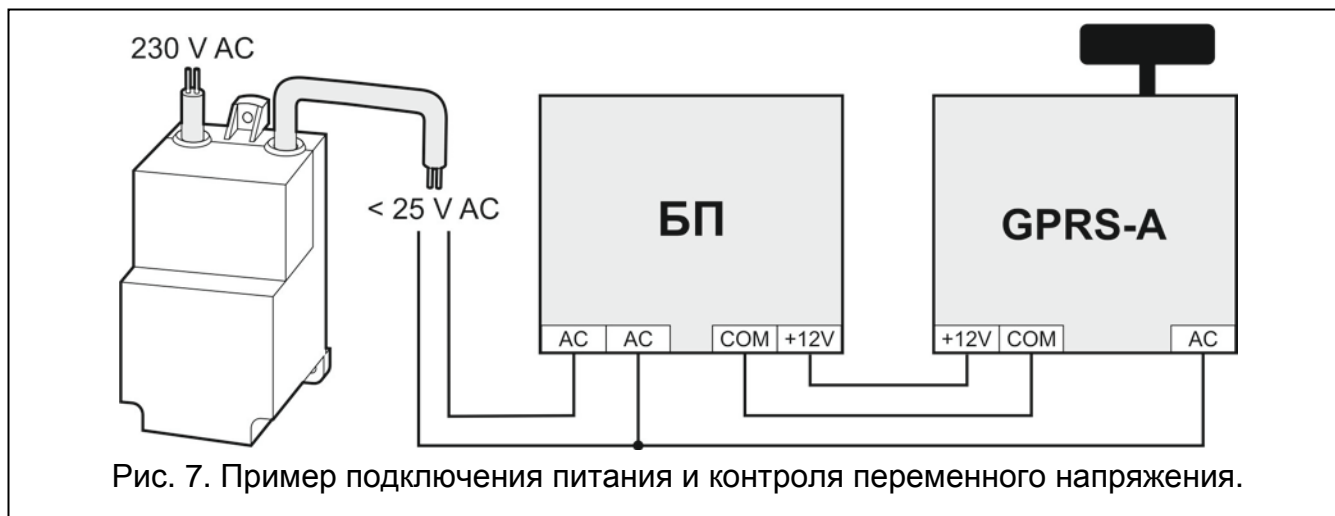 230 V AC
< 25 V AC
БП
AC AC COM +12V
GPRS-A
+12V COM AC
Рис. 7. Пример подключения питания и контроля переменного напряжения.